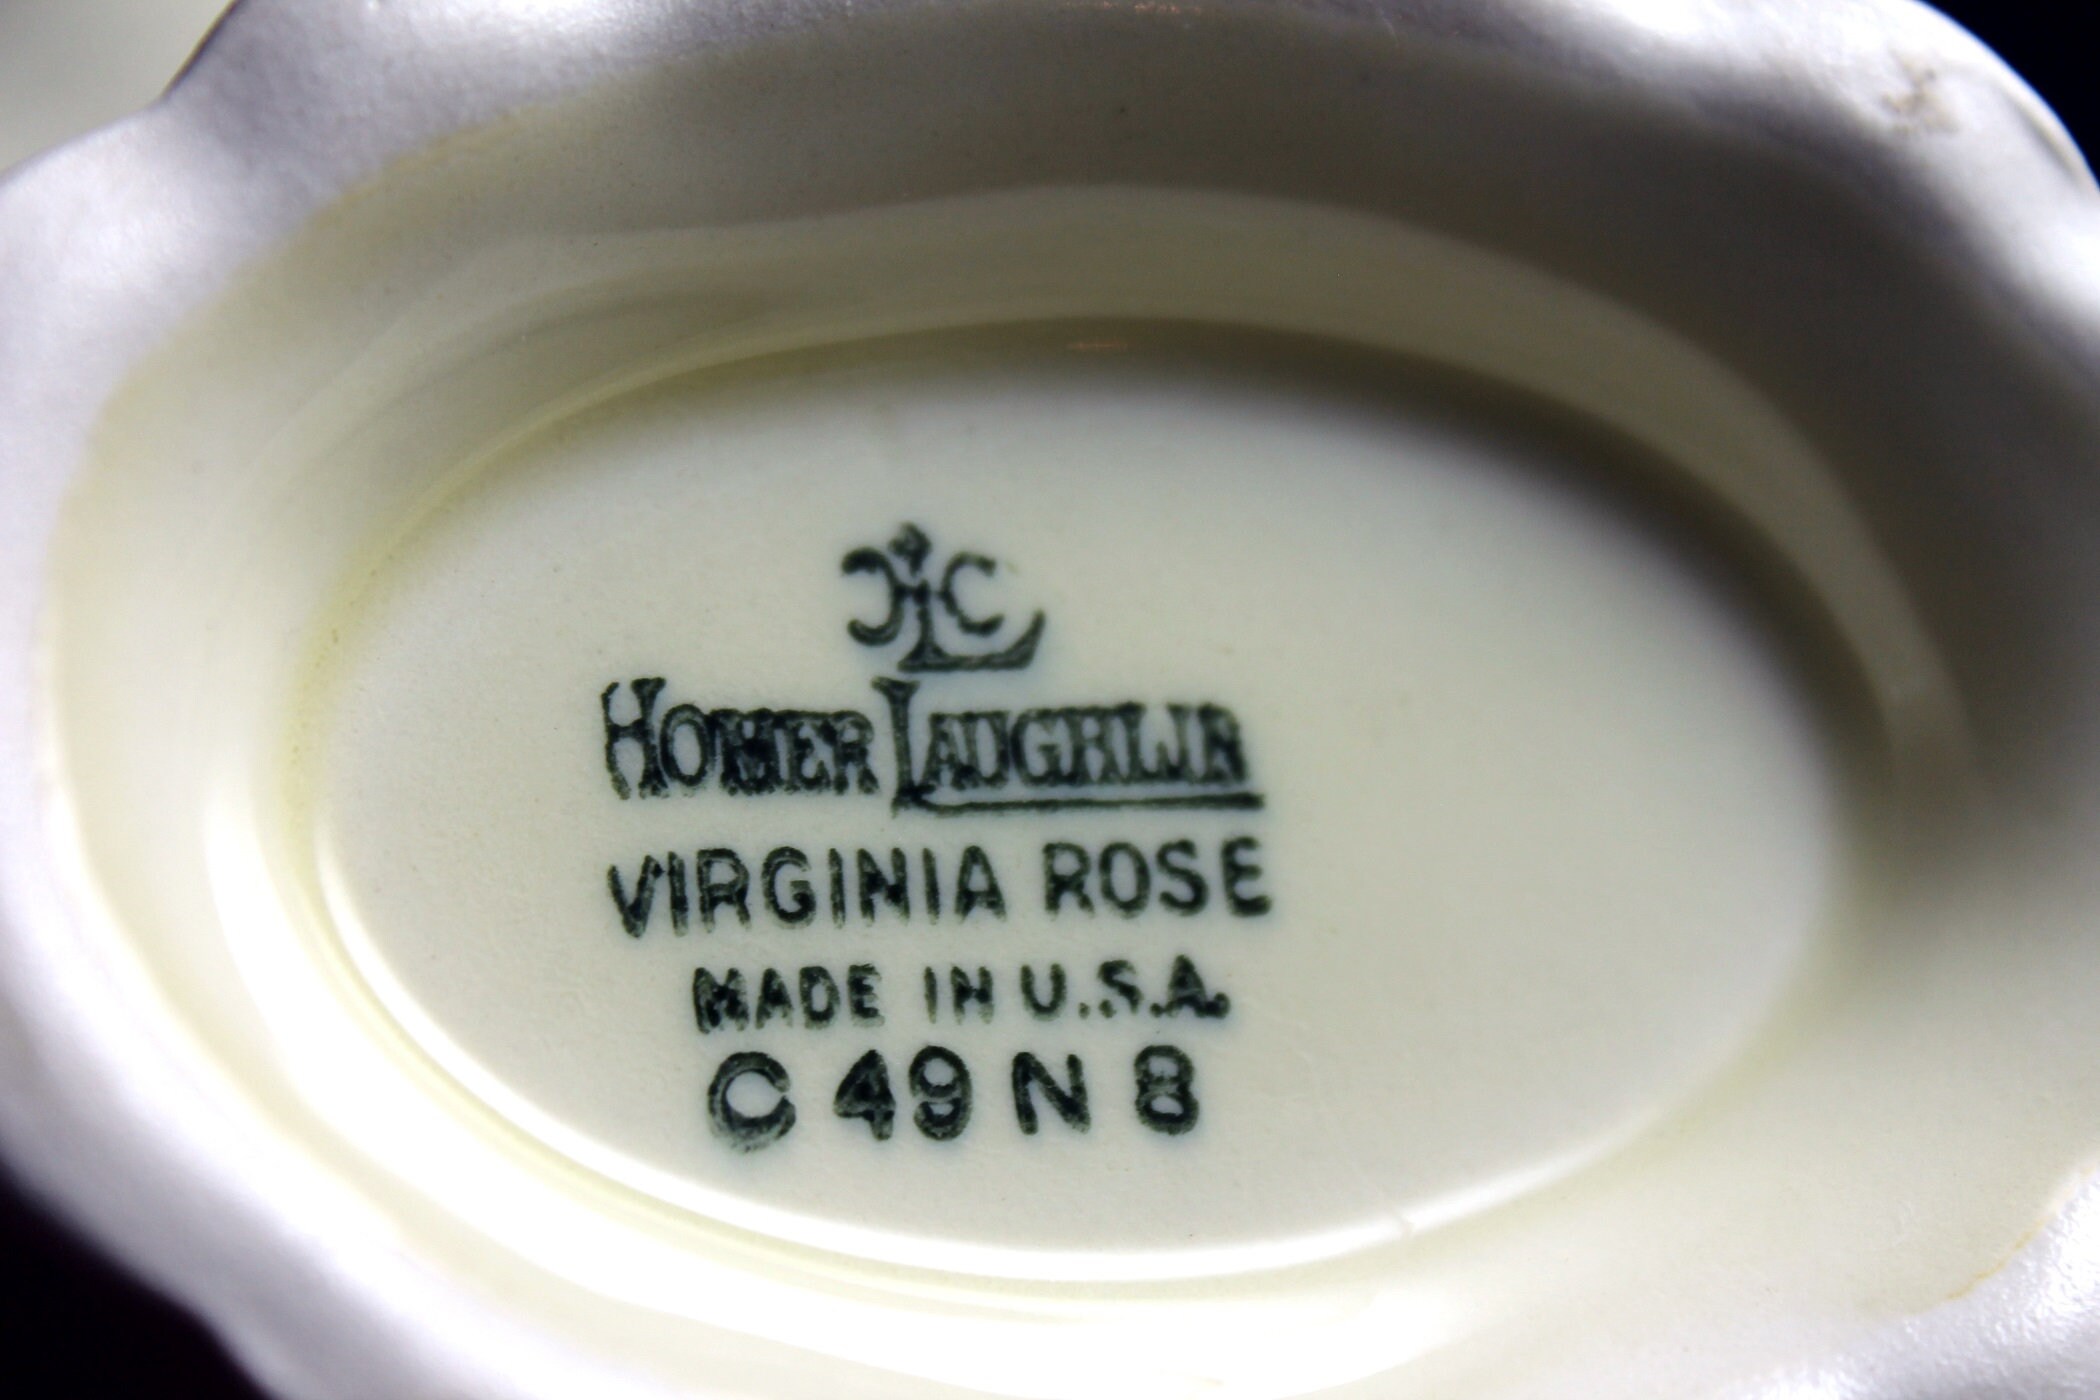 HLC
HOMER LAUGHLIN
VIRGINIA ROSE
MADE IN U.S.A.
C 49 N 8